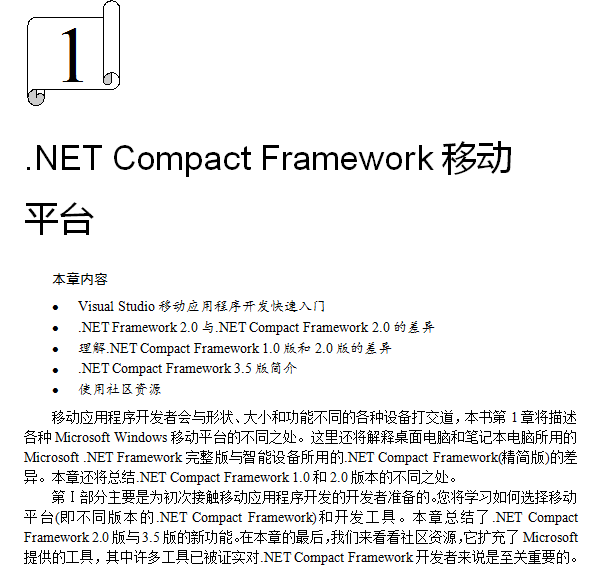 1
.NET Compact Framework 移动
平台
本章内容
● Visual Studio 移动应用程序开发快速入门
● .NET Framework 2.0 与.NET Compact Framework 2.0 的差异
● 理解.NET Compact Framework 1.0 版和 2.0 版的差异
● .NET Compact Framework 3.5 版简介
● 使用社区资源
移动应用程序开发者会与形状、大小和功能不同的各种设备打交道，本书第 1 章将描述
各种 Microsoft Windows 移动平台的不同之处。这里还将解释桌面电脑和笔记本电脑所用的
Microsoft .NET Framework 完整版与智能设备所用的.NET Compact Framework(精简版)的差
异。本章还将总结.NET Compact Framework 1.0 和 2.0 版本的不同之处。
第 I 部分主要是为初次接触移动应用程序开发的开发者准备的。您将学习如何选择移动
平台(即不同版本的.NET Compact Framework)和开发工具。本章总结了.NET Compact
Framework 2.0 版与 3.5 版的新功能。在本章的最后，我们来看看社区资源，它扩充了 Microsoft
提供的工具，其中许多工具已被证实对.NET Compact Framework 开发者来说是至关重要的。